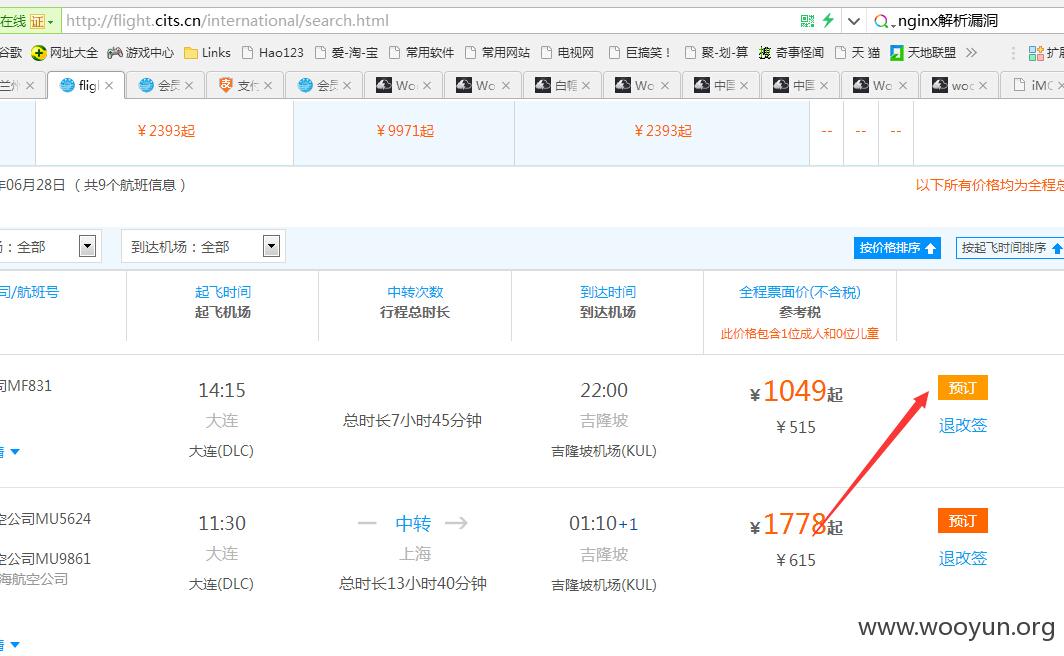 在线 证 http://flight.cits.cn/international/search.html nginx解析漏洞
谷歌 网址大全 游戏中心 Links Hao123 爱-淘-宝 常用软件 常用网站 电视网 巨搞笑！ 聚-划-算 奇事怪闻 天 猫 天地联盟 » 扩展
兰州 fligl 会员 支付 会员 Wo Wo 白帽 Wo 中国 中国 Wo woo iMC
¥2393起 ¥9971起 ¥2393起 -- -- --
年06月28日 （ 共9个航班信息 ） 以下所有价格均为全程总
场：全部 到达机场：全部 按价格排序 按起飞时间排序
司/航班号 起飞时间 中转次数 到达时间 全程票面价(不含税)
起飞机场 行程总时长 到达机场 参考税
此价格包含1位成人和0位儿童
司MF831 14:15 22:00 ¥1049起 预订
大连 总时长7小时45分钟 吉隆坡 ¥515 退改签
情 大连(DLC) 吉隆坡机场(KUL)
空公司MU5624 11:30 中转 01:10+1 ¥1778起 预订
空公司MU9861 大连 上海 吉隆坡 ¥615 退改签
海航空公司 大连(DLC) 总时长13小时40分钟 吉隆坡机场(KUL)
情
www.wooyun.org